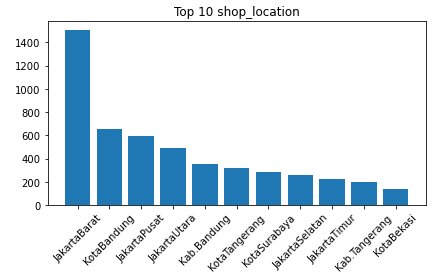 Top 10 shop_location
1400
1200
1000
800
600
400
200
0
JakartaBarat
KotaBandung
JakartaPusat
JakartaUtara
Kab.Bandung
KotaTangerang
KotaSurabaya
JakartaSelatan
JakartaTimur
Kab.Tangerang
KotaBekasi